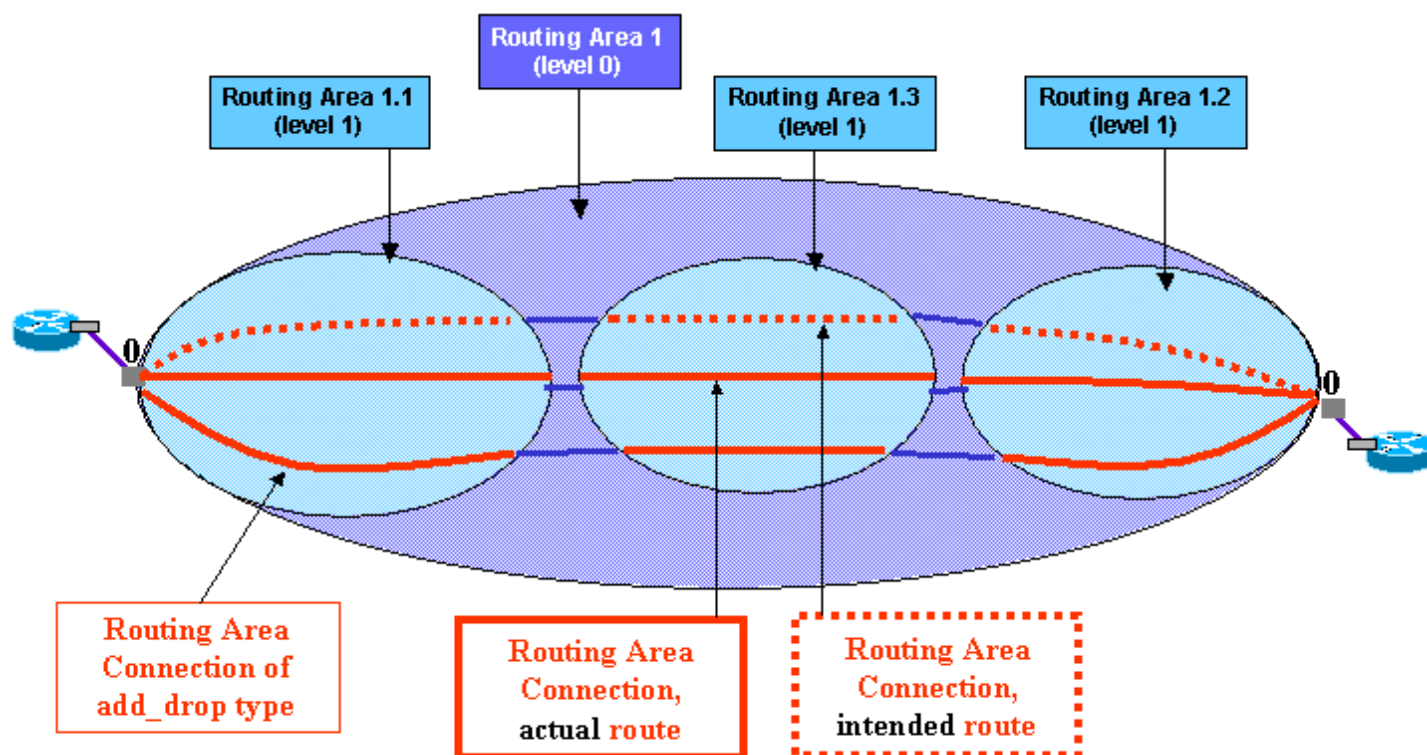 Routing Area 1
(level 0)
Routing Area 1.1
(level 1)
Routing Area 1.3
(level 1)
Routing Area 1.2
(level 1)
0
0
Routing Area
Connection of
add_drop type
Routing Area
Connection,
actual route
Routing Area
Connection,
intended route